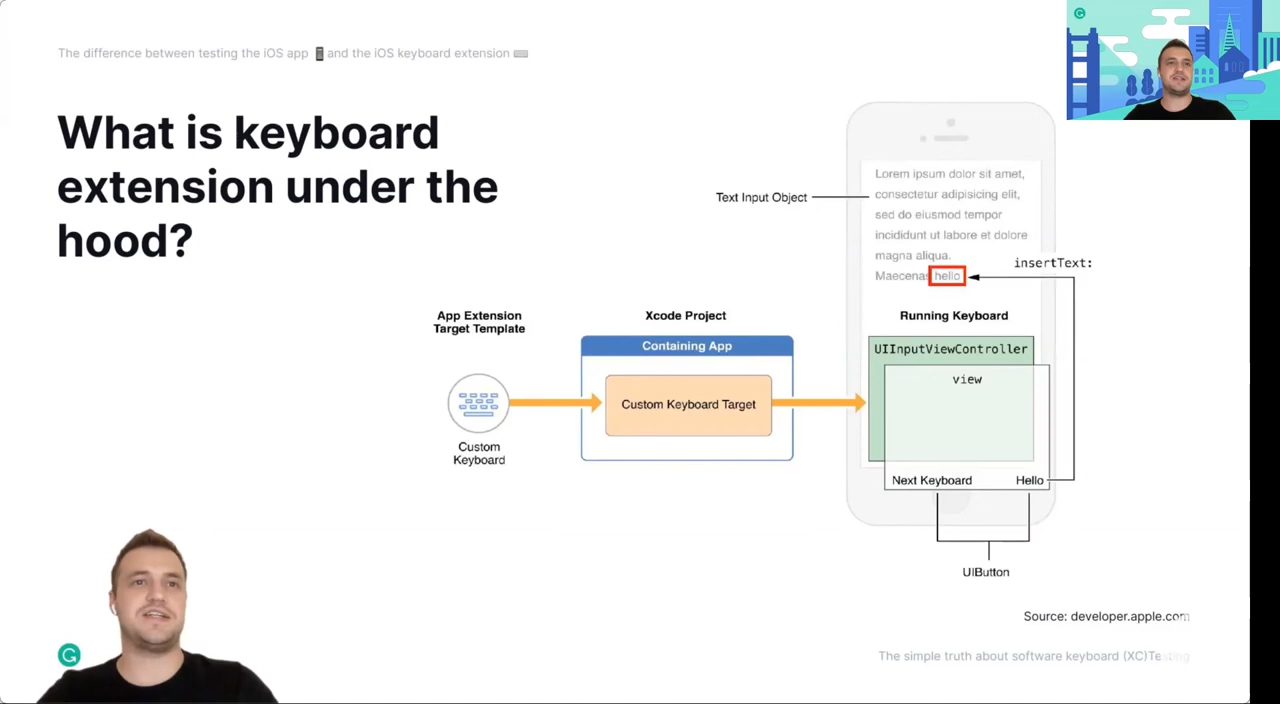 The difference between testing the iOS app and the iOS keyboard extension
What is keyboard
extension under the
hood?
Text Input Object
Lorem ipsum dolor sit amet,
consectetur adipisicing elit,
sed do eiusmod tempor
incididunt ut labore et dolore
magna aliqua.
Maecenas hello
insertText:
App Extension
Target Template
Custom
Keyboard
Xcode Project
Containing App
Custom Keyboard Target
Running Keyboard
UIInputViewController
view
Next Keyboard
Hello
UIButton
Source: developer.apple.com
The simple truth about software keyboard (XC)Testing